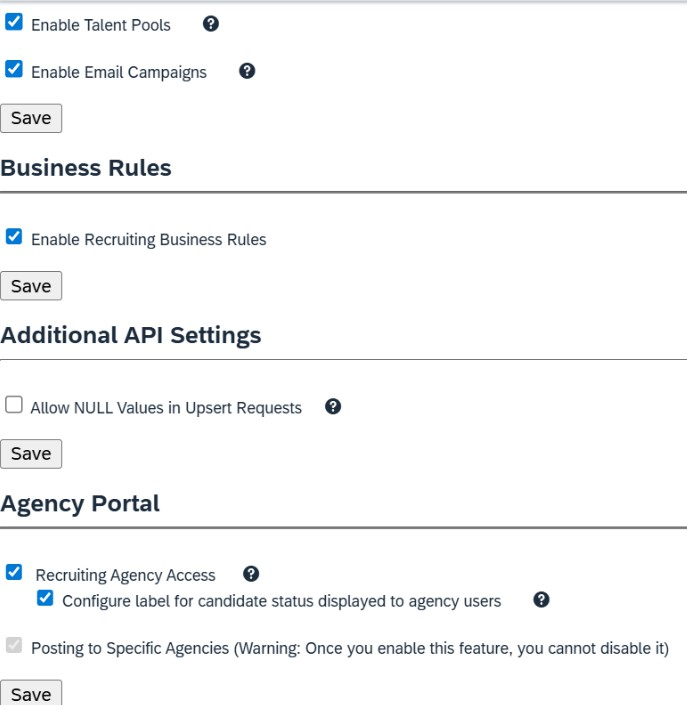 Enable Talent Pools ?
Enable Email Campaigns ?
Save
Business Rules
Enable Recruiting Business Rules
Save
Additional API Settings
Allow NULL Values in Upsert Requests ?
Save
Agency Portal
Recruiting Agency Access ?
Configure label for candidate status displayed to agency users ?
Posting to Specific Agencies (Warning: Once you enable this feature, you cannot disable it)
Save